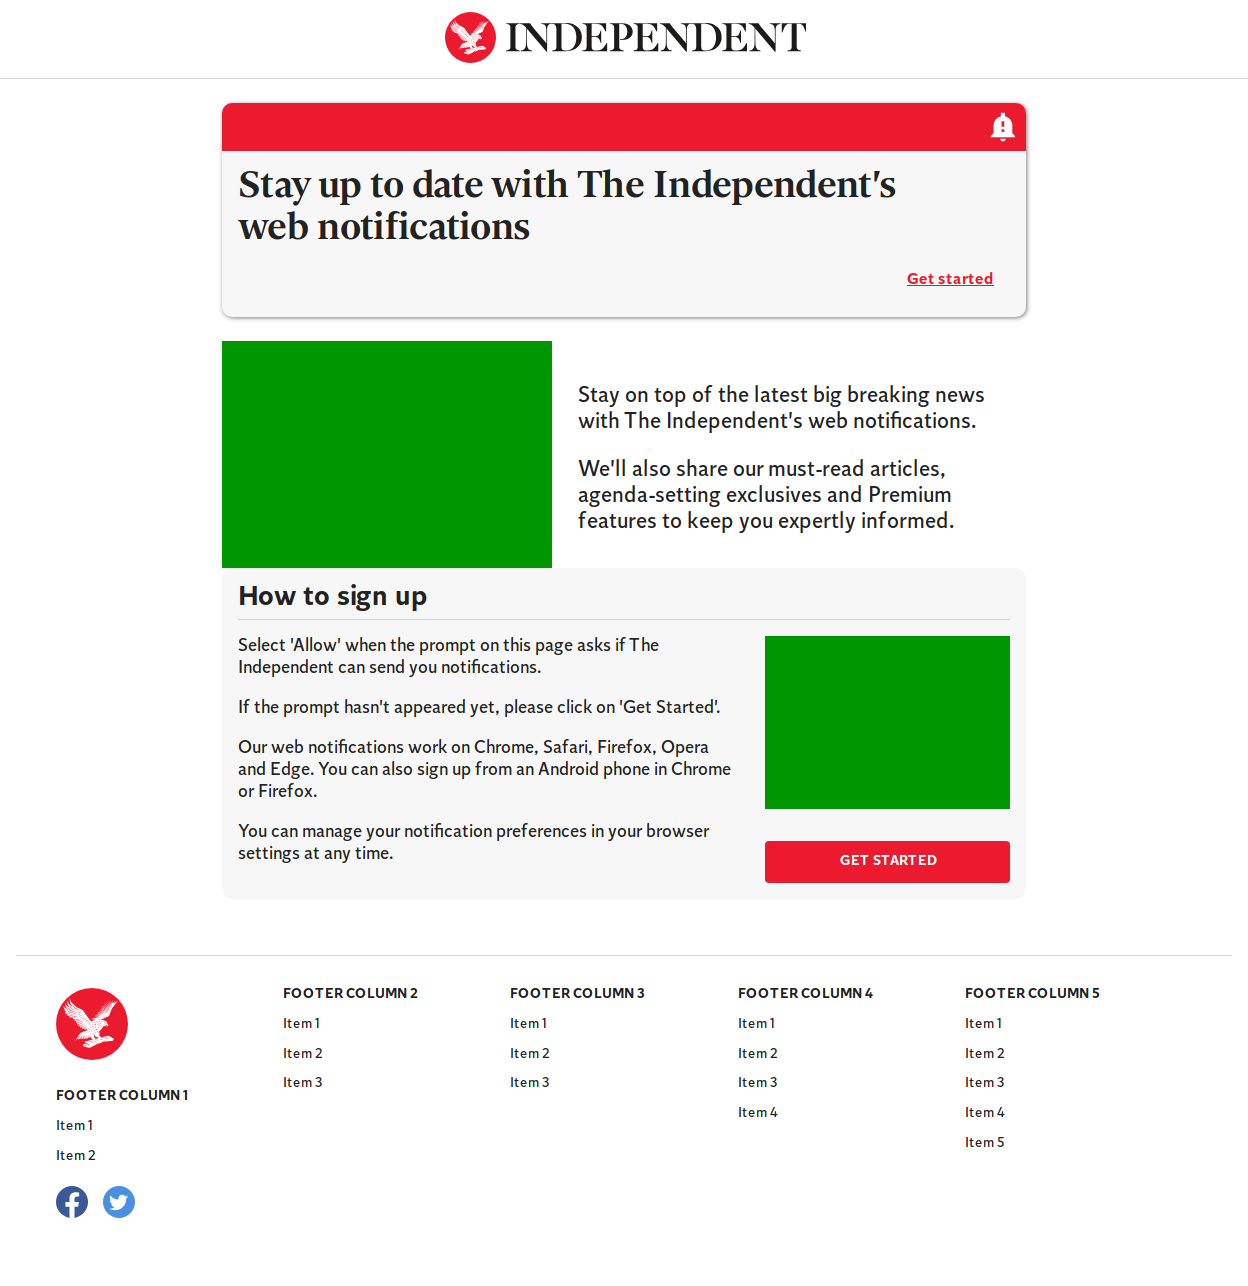 INDEPENDENT
Stay up to date with The Independent's
web notifications
Get started
Stay on top of the latest big breaking news
with The Independent's web notifications.
We'll also share our must-read articles,
agenda-setting exclusives and Premium
features to keep you expertly informed.
How to sign up
Select 'Allow' when the prompt on this page asks if The
Independent can send you notifications.
If the prompt hasn't appeared yet, please click on 'Get Started'.
Our web notifications work on Chrome, Safari, Firefox, Opera
and Edge. You can also sign up from an Android phone in Chrome
or Firefox.
You can manage your notification preferences in your browser
settings at any time.
GET STARTED
FOOTER COLUMN 1
Item 1
Item 2
FOOTER COLUMN 2
Item 1
Item 2
Item 3
FOOTER COLUMN 3
Item 1
Item 2
Item 3
FOOTER COLUMN 4
Item 1
Item 2
Item 3
Item 4
FOOTER COLUMN 5
Item 1
Item 2
Item 3
Item 4
Item 5